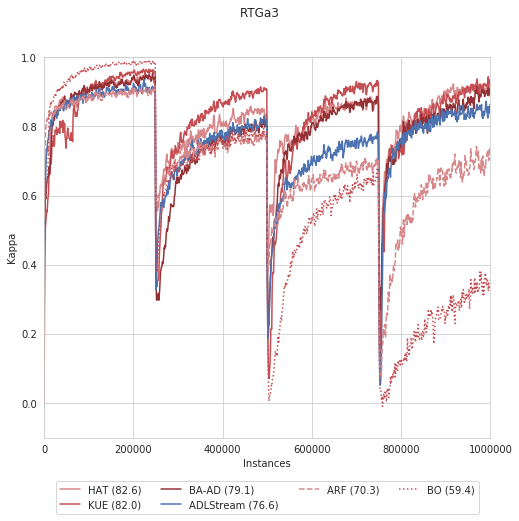 RTGa3
1.0
0.8
0.6
0.4
0.2
0.0
Kappa
0 200000 400000 600000 800000 1000000
Instances
HAT (82.6) BA-AD (79.1) ARF (70.3) BO (59.4)
KUE (82.0) ADLStream (76.6)